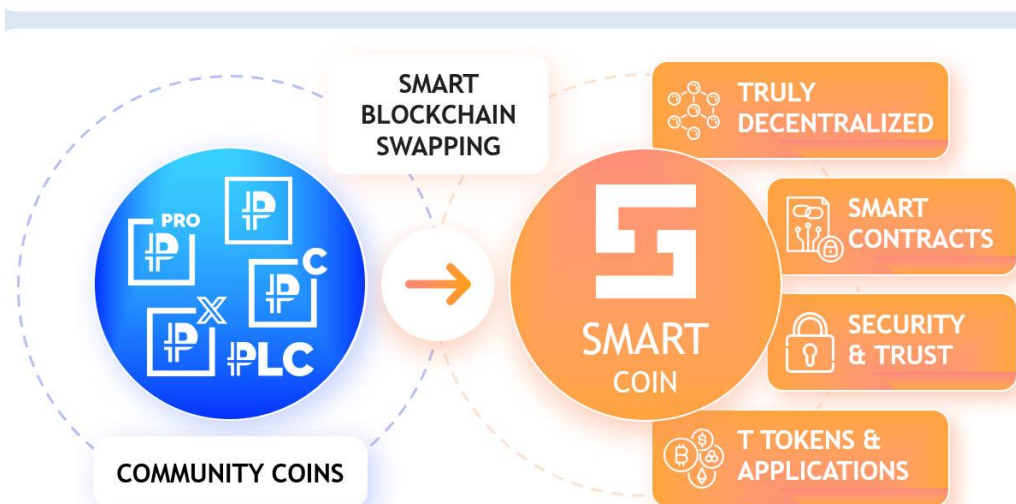 SMART
BLOCKCHAIN
SWAPPING
PRO
C
X
PLC
COMMUNITY COINS
SMART
COIN
TRULY
DECENTRALIZED
SMART
CONTRACTS
SECURITY
& TRUST
T TOKENS &
APPLICATIONS